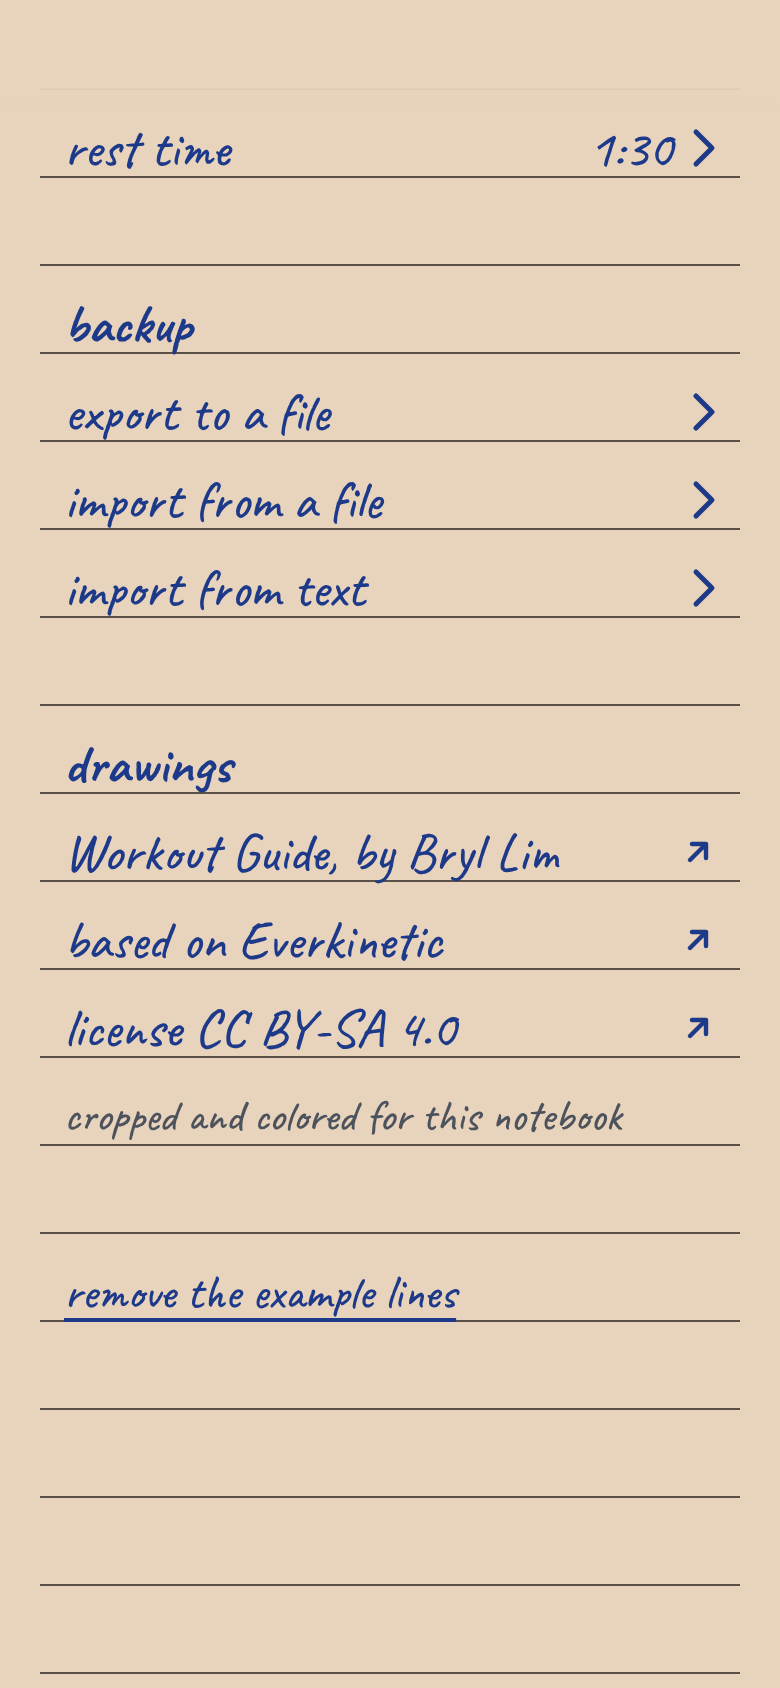 rest time 1:30
backup
export to a file
import from a file
import from text
drawings
Workout Guide, by Bryl Lim
based on Everkinetic
license CC BY-SA 4.0
cropped and colored for this notebook
remove the example lines